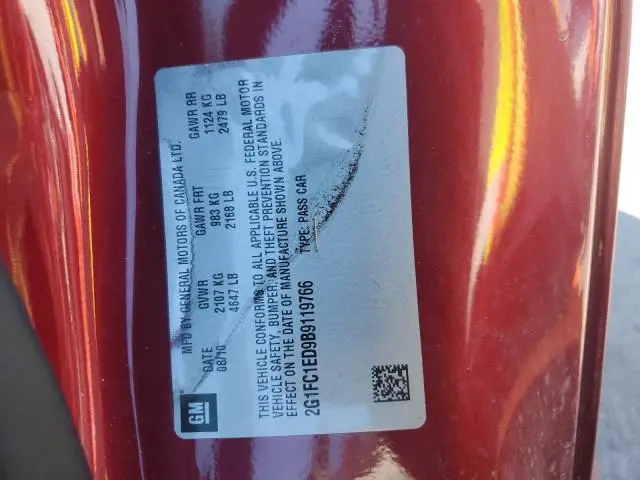 GM
MFD BY GENERAL MOTORS OF CANADA LTD.
DATE GVWR GAWR FRT GAWR RR
08/10 2107 KG 983 KG 1124 KG
4647 LB 2168 LB 2479 LB
THIS VEHICLE CONFORMS TO ALL APPLICABLE U.S. FEDERAL MOTOR
VEHICLE SAFETY, BUMPER, AND THEFT PREVENTION STANDARDS IN
EFFECT ON THE DATE OF MANUFACTURE SHOWN ABOVE.
2G1FC1ED9B9119766 TYPE: PASS CAR